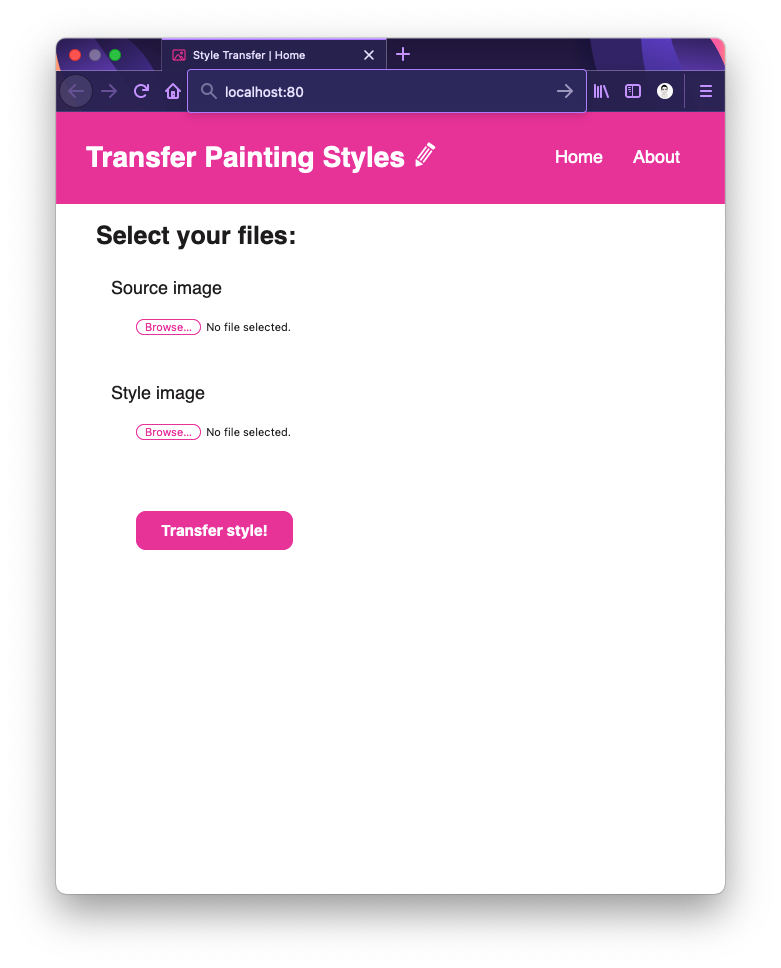 Style Transfer | Home
localhost:80
Transfer Painting Styles
Home About
Select your files:
Source image
Browse... No file selected.
Style image
Browse... No file selected.
Transfer style!